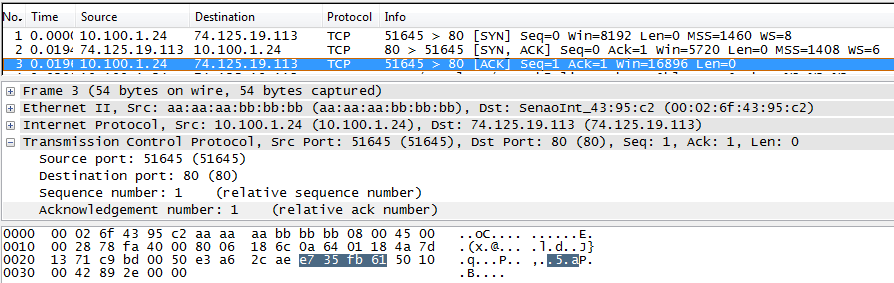 No. Time Source Destination Protocol Info
1 0.0000 10.100.1.24 74.125.19.113 TCP 51645 > 80 [SYN] Seq=0 Win=8192 Len=0 MSS=1460 WS=8
2 0.0194 74.125.19.113 10.100.1.24 TCP 80 > 51645 [SYN, ACK] Seq=0 Ack=1 Win=5720 Len=0 MSS=1408 WS=6
3 0.0196 10.100.1.24 74.125.19.113 TCP 51645 > 80 [ACK] Seq=1 Ack=1 Win=16896 Len=0
Frame 3 (54 bytes on wire, 54 bytes captured)
Ethernet II, Src: aa:aa:aa:bb:bb:bb (aa:aa:aa:bb:bb:bb), Dst: SenaoInt_43:95:c2 (00:02:6f:43:95:c2)
Internet Protocol, Src: 10.100.1.24 (10.100.1.24), Dst: 74.125.19.113 (74.125.19.113)
Transmission Control Protocol, Src Port: 51645 (51645), Dst Port: 80 (80), Seq: 1, Ack: 1, Len: 0
Source port: 51645 (51645)
Destination port: 80 (80)
Sequence number: 1 (relative sequence number)
Acknowledgement number: 1 (relative ack number)
0000 00 02 6f 43 95 c2 aa aa aa bb bb bb 08 00 45 00 ..oC.... ......E.
0010 00 28 78 fa 40 00 80 06 18 6c 0a 64 01 18 4a 7d .(x.@... .l.d..J}
0020 13 71 c9 bd 00 50 e3 a6 2c ae e7 35 fb 61 50 10 .q...P.. ,..5.aP.
0030 00 42 89 2e 00 00 .B....